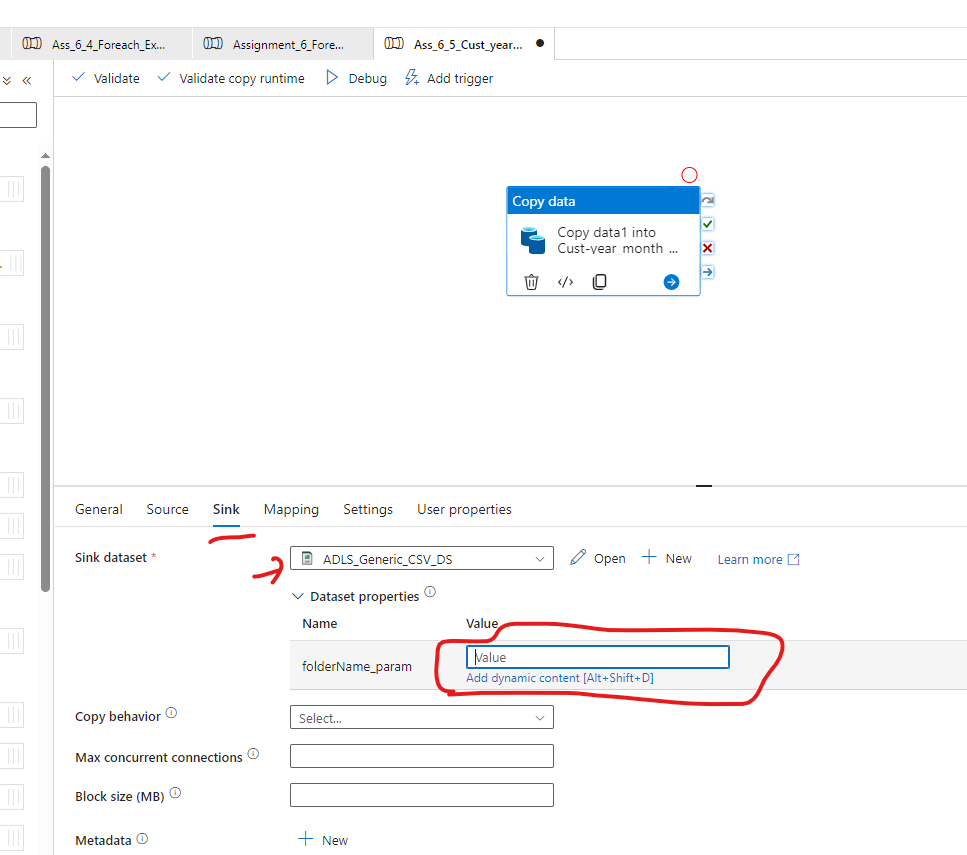 Ass_6_4_Foreach_Ex...
Assignment_6_Fore...
Ass_6_5_Cust_year...
Validate
Validate copy runtime
Debug
Add trigger
Copy data
Copy data1 into
Cust-year_month ...
General
Source
Sink
Mapping
Settings
User properties
Sink dataset *
ADLS_Generic_CSV_DS
Open
New
Learn more
Dataset properties
Name
Value
folderName_param
Value
Add dynamic content [Alt+Shift+D]
Copy behavior
Select...
Max concurrent connections
Block size (MB)
Metadata
New